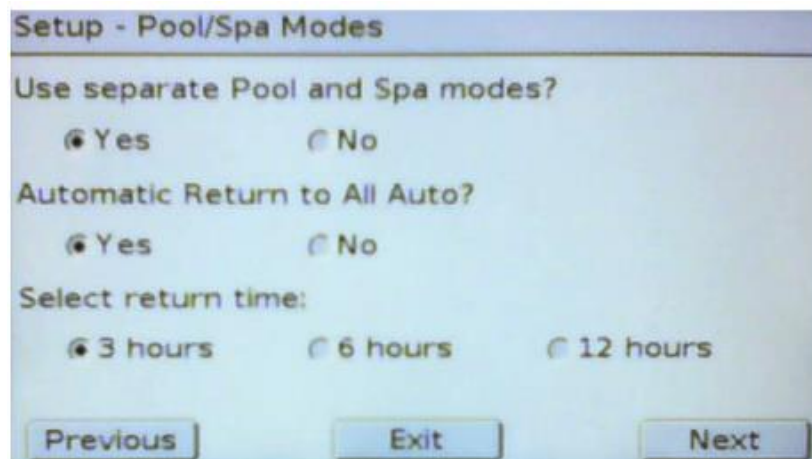 Setup - Pool/Spa Modes
Use separate Pool and Spa modes?
Yes No
Automatic Return to All Auto?
Yes No
Select return time:
3 hours 6 hours 12 hours
Previous Exit Next